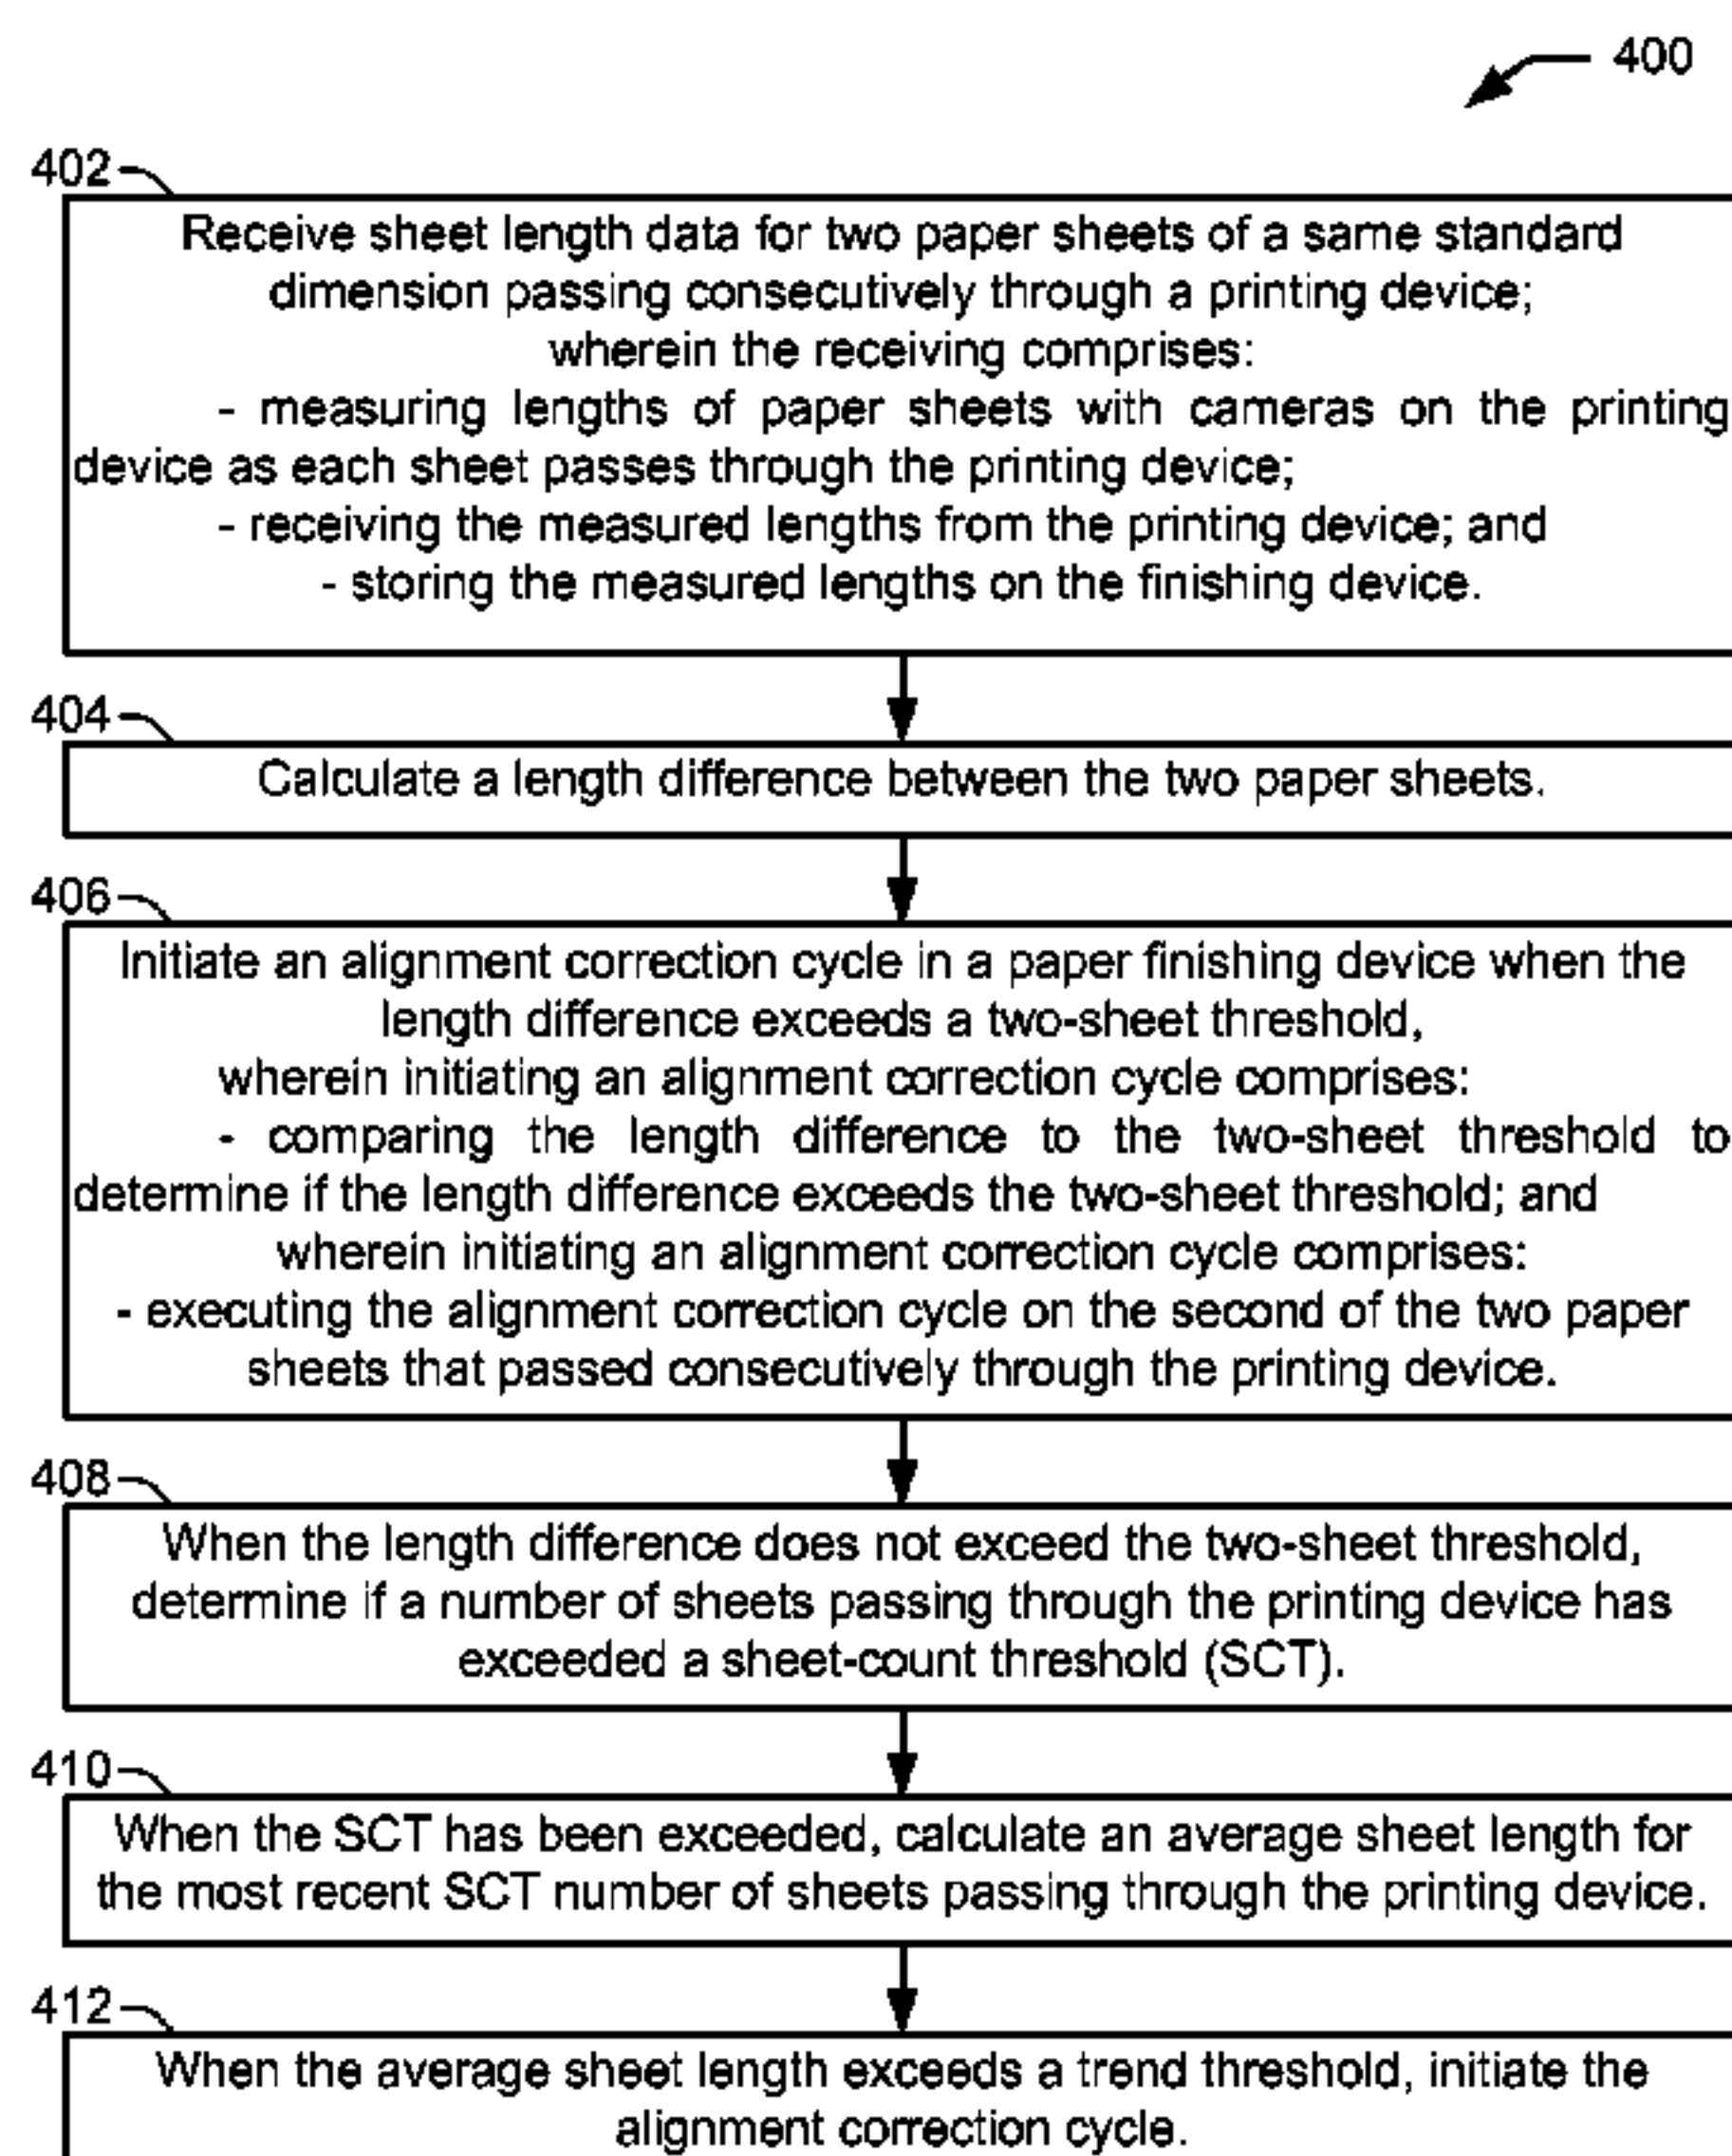 400
402
Receive sheet length data for two paper sheets of a same standard
dimension passing consecutively through a printing device;
wherein the receiving comprises:
- measuring lengths of paper sheets with cameras on the printing
device as each sheet passes through the printing device;
- receiving the measured lengths from the printing device; and
- storing the measured lengths on the finishing device.
404
Calculate a length difference between the two paper sheets.
406
Initiate an alignment correction cycle in a paper finishing device when the
length difference exceeds a two-sheet threshold,
wherein initiating an alignment correction cycle comprises:
- comparing the length difference to the two-sheet threshold to
determine if the length difference exceeds the two-sheet threshold; and
wherein initiating an alignment correction cycle comprises:
- executing the alignment correction cycle on the second of the two paper
sheets that passed consecutively through the printing device.
408
When the length difference does not exceed the two-sheet threshold,
determine if a number of sheets passing through the printing device has
exceeded a sheet-count threshold (SCT).
410
When the SCT has been exceeded, calculate an average sheet length for
the most recent SCT number of sheets passing through the printing device.
412
When the average sheet length exceeds a trend threshold, initiate the
alignment correction cycle.